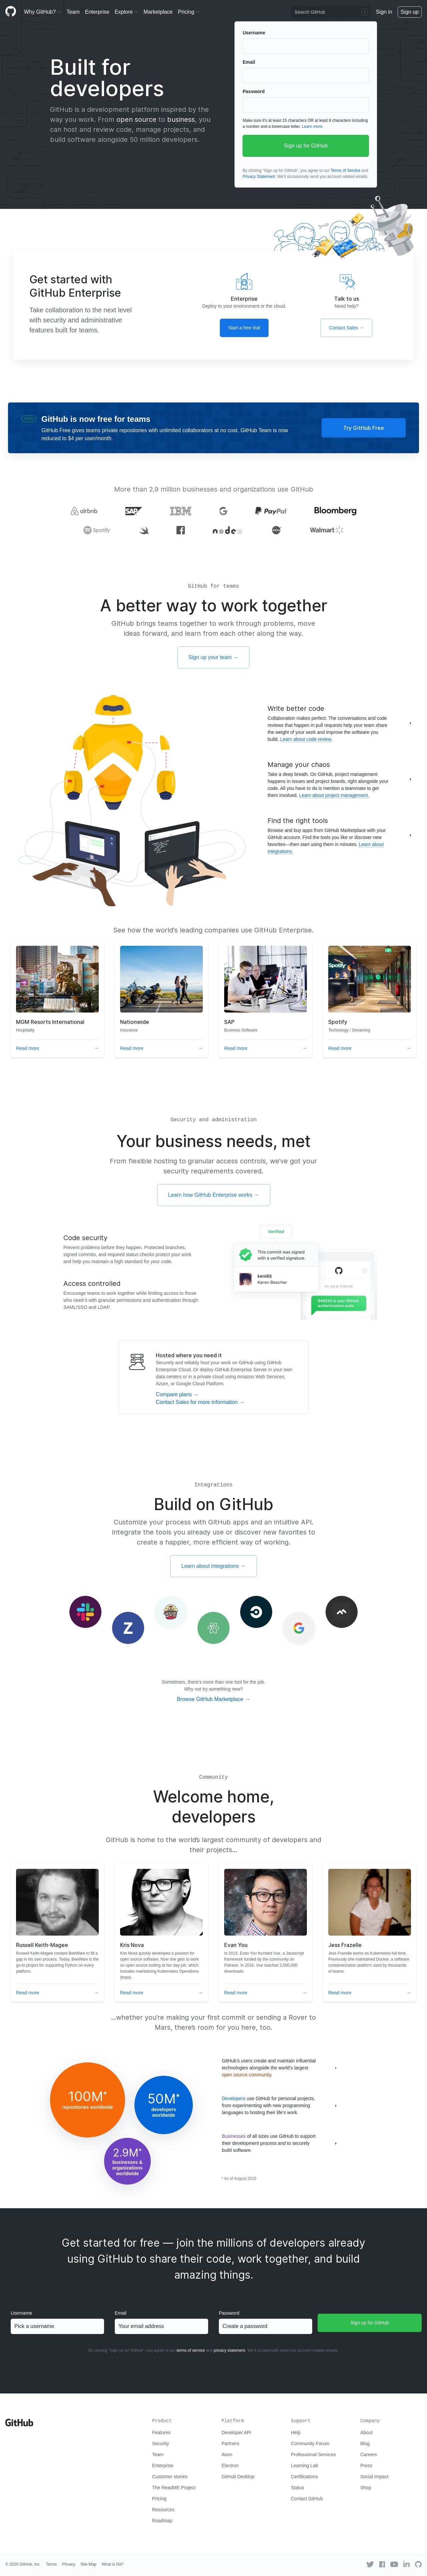 Why GitHub?
Team
Enterprise
Explore
Marketplace
Pricing
Search GitHub
/
Sign in
Sign up
Built for
developers
GitHub is a development platform inspired by the
way you work. From open source to business, you
can host and review code, manage projects, and
build software alongside 50 million developers.
Username
Email
Password
Make sure it's at least 15 characters OR at least 8 characters including
a number and a lowercase letter. Learn more.
Sign up for GitHub
By clicking "Sign up for GitHub", you agree to our Terms of Service and
Privacy Statement. We'll occasionally send you account related emails.
Get started with
GitHub Enterprise
Take collaboration to the next level
with security and administrative
features built for teams.
Enterprise
Deploy to your environment or the cloud.
Start a free trial
Talk to us
Need help?
Contact Sales →
GitHub is now free for teams
GitHub Free gives teams private repositories with unlimited collaborators at no cost. GitHub Team is now
reduced to $4 per user/month.
Try GitHub Free
More than 2.9 million businesses and organizations use GitHub
airbnb
SAP
IBM
G
PayPal
Bloomberg
Spotify
node
Walmart
GitHub for teams
A better way to work together
GitHub brings teams together to work through problems, move
ideas forward, and learn from each other along the way.
Sign up your team →
Write better code
Collaboration makes perfect. The conversations and code
reviews that happen in pull requests help your team share
the weight of your work and improve the software you
build. Learn about code review.
Manage your chaos
Take a deep breath. On GitHub, project management
happens in issues and project boards, right alongside your
code. All you have to do is mention a teammate to get
them involved. Learn about project management.
Find the right tools
Browse and buy apps from GitHub Marketplace with your
GitHub account. Find the tools you like or discover new
favorites—then start using them in minutes. Learn about
integrations.
See how the world's leading companies use GitHub Enterprise.
MGM Resorts International
Hospitality
Read more →
Nationwide
Insurance
Read more →
SAP
Business Software
Read more →
Spotify
Spotify
Technology / Streaming
Read more →
Security and administration
Your business needs, met
From flexible hosting to granular access controls, we've got your
security requirements covered.
Learn how GitHub Enterprise works →
Code security
Prevent problems before they happen. Protected branches,
signed commits, and required status checks protect your work
and help you maintain a high standard for your code.
Access controlled
Encourage teams to work together while limiting access to those
who need it with granular permissions and authentication through
SAML/SSO and LDAP.
Verified
This commit was signed
with a verified signature.
keni85
Karen Beecher
is your GitHub
authentication code
Hosted where you need it
Securely and reliably host your work on GitHub using GitHub
Enterprise Cloud. Or deploy GitHub Enterprise Server in your own
data centers or in a private cloud using Amazon Web Services,
Azure, or Google Cloud Platform.
Compare plans →
Contact Sales for more information →
Integrations
Build on GitHub
Customize your process with GitHub apps and an intuitive API.
Integrate the tools you already use or discover new favorites to
create a happier, more efficient way of working.
Learn about integrations →
Z
G
Sometimes, there's more than one tool for the job.
Why not try something new?
Browse GitHub Marketplace →
Community
Welcome home,
developers
GitHub is home to the world's largest community of developers and
their projects...
Russell Keith-Magee
Russell Keith-Magee created BeeWare to fill a
gap in his own process. Today, BeeWare is the
go-to project for supporting Python on every
platform.
Read more →
Kris Nova
Kris Nova quickly developed a passion for
open source software. Now she gets to work
on open source tooling at her day job, which
includes maintaining Kubernetes Operations
(kops).
Read more →
Evan You
In 2013, Evan You founded Vue, a Javascript
framework funded by the community on
Patreon. In 2018, Vue reached 2,000,000
downloads.
Read more →
Jess Frazelle
Jess Frazelle works on Kubernetes full-time.
Previously she maintained Docker, a software
containerization platform used by thousands
of teams.
Read more →
...whether you're making your first commit or sending a Rover to
Mars, there's room for you here, too.
100M*
repositories worldwide
50M*
developers
worldwide
2.9M*
businesses &
organizations
worldwide
GitHub's users create and maintain influential
technologies alongside the world's largest
open source community.
Developers use GitHub for personal projects,
from experimenting with new programming
languages to hosting their life's work.
Businesses of all sizes use GitHub to support
their development process and to securely
build software.
* As of August 2019
Get started for free — join the millions of developers already
using GitHub to share their code, work together, and build
amazing things.
Username
Pick a username
Email
Your email address
Password
Create a password
Sign up for GitHub
By clicking "Sign up for GitHub", you agree to our terms of service and privacy statement. We'll occasionally send you account related emails.
GitHub
Product
Features
Security
Team
Enterprise
Customer stories
The ReadME Project
Pricing
Resources
Roadmap
Platform
Developer API
Partners
Atom
Electron
GitHub Desktop
Support
Help
Community Forum
Professional Services
Learning Lab
Certifications
Status
Contact GitHub
Company
About
Blog
Careers
Press
Social Impact
Shop
© 2020 GitHub, Inc.
Terms
Privacy
Site Map
What is Git?